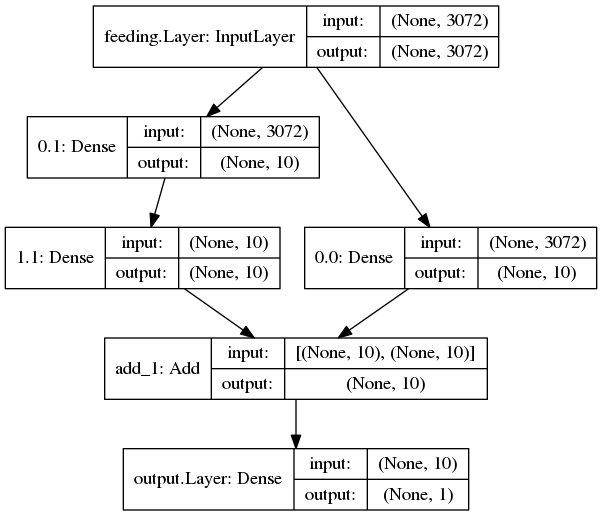 feeding.Layer: InputLayer
input: (None, 3072)
output: (None, 3072)
0.1: Dense
input: (None, 3072)
output: (None, 10)
1.1: Dense
input: (None, 10)
output: (None, 10)
0.0: Dense
input: (None, 3072)
output: (None, 10)
add_1: Add
input: [(None, 10), (None, 10)]
output: (None, 10)
output.Layer: Dense
input: (None, 10)
output: (None, 1)